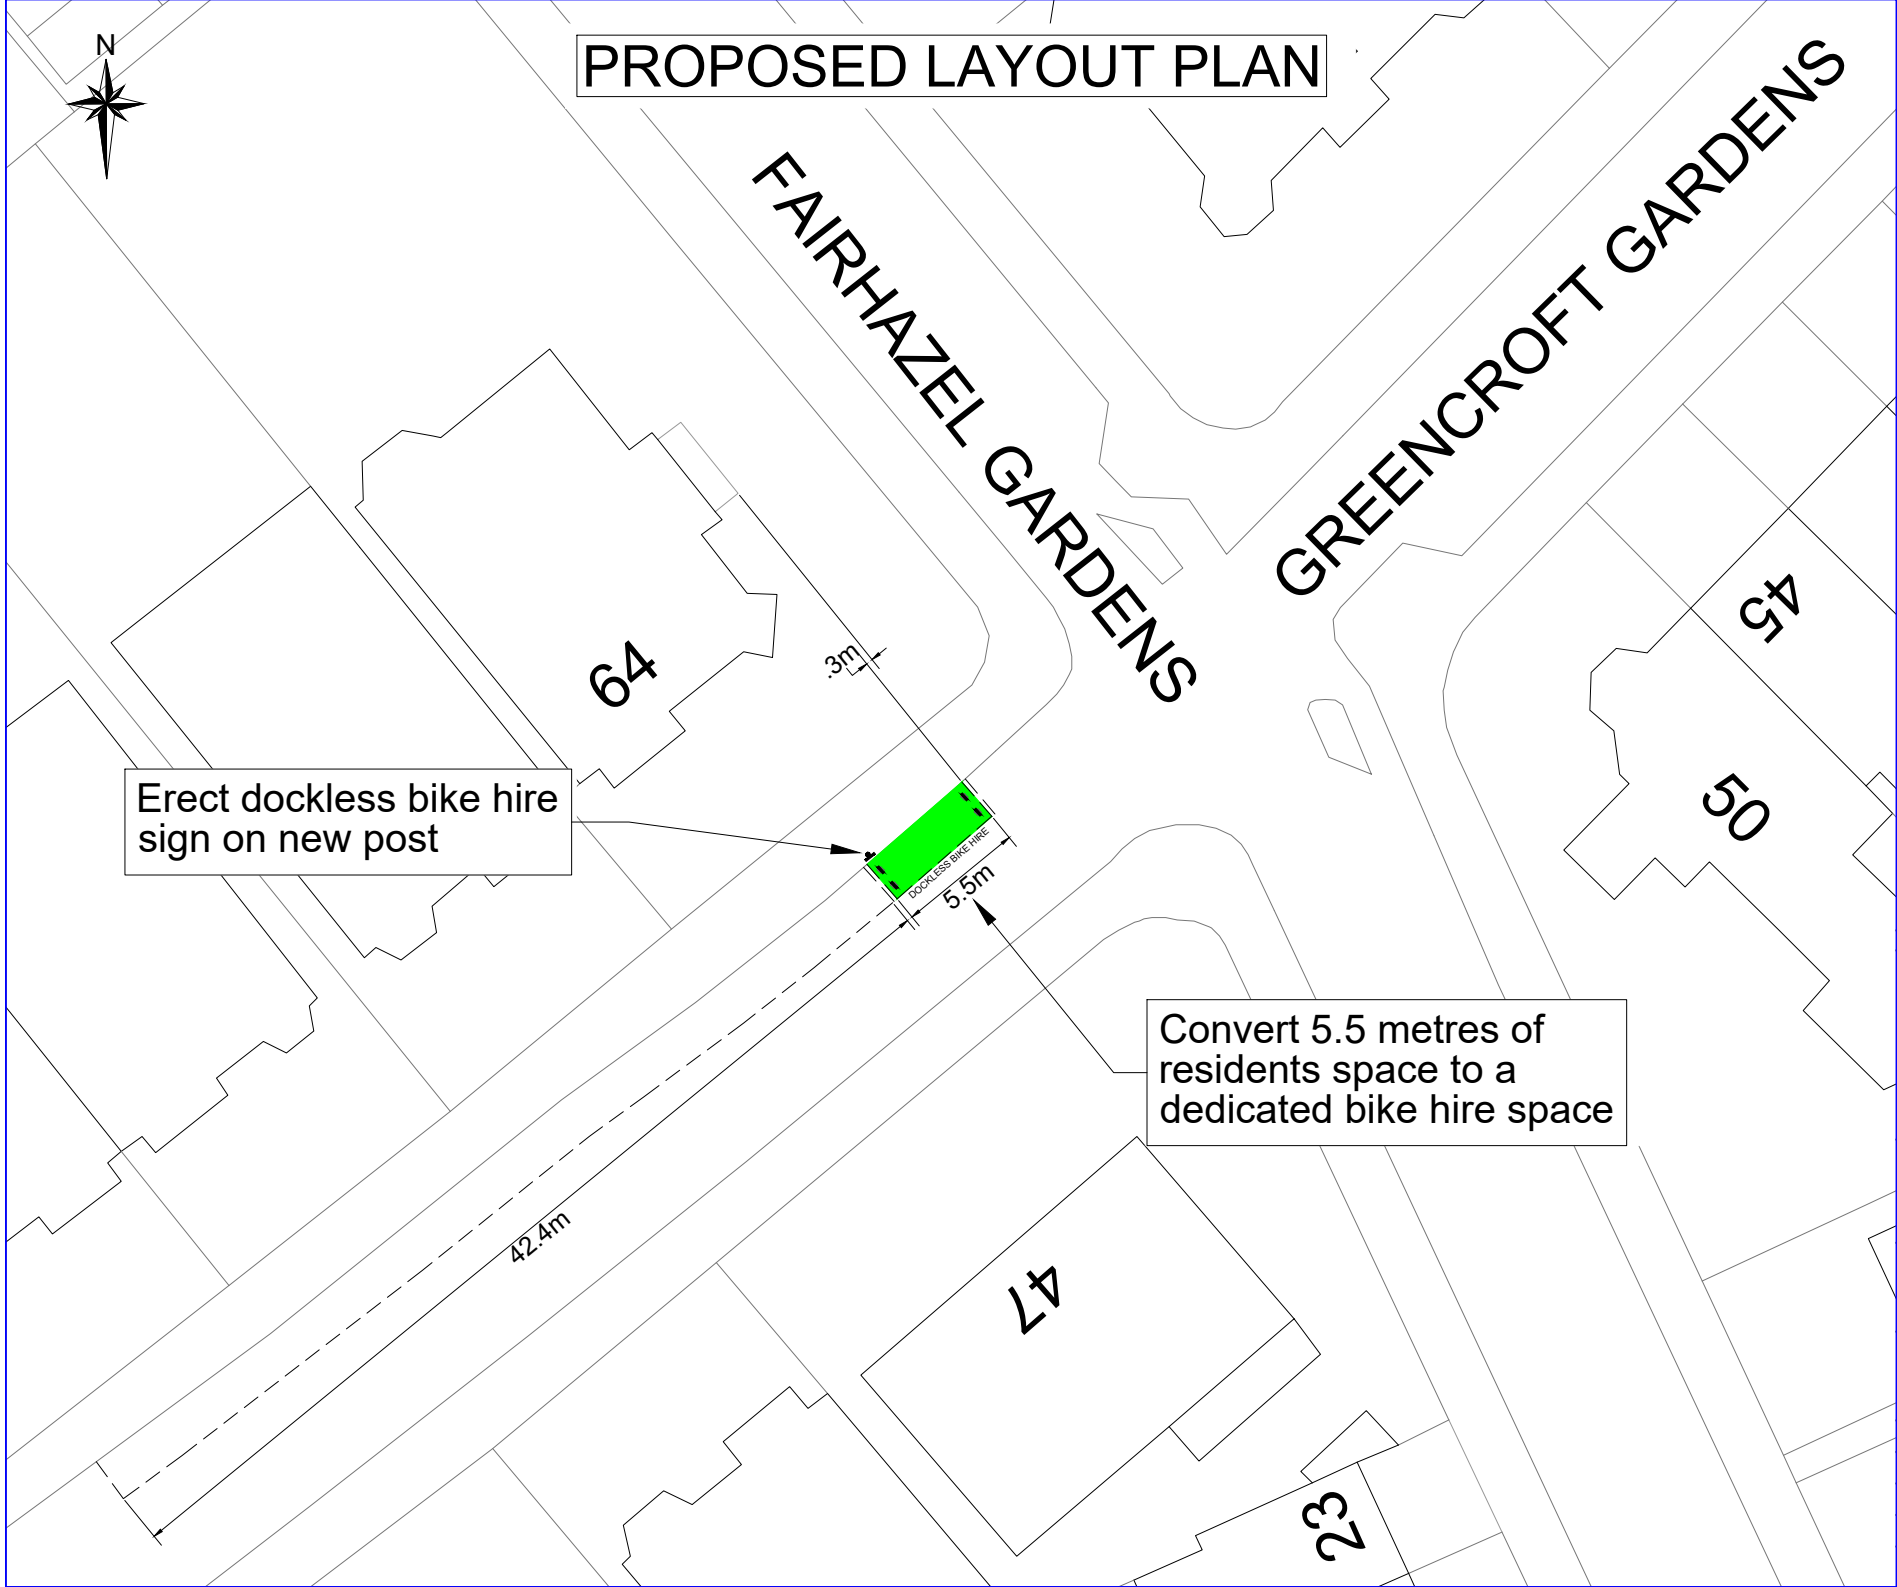 N
PROPOSED LAYOUT PLAN
FAIRHAZEL GARDENS
GREENCROFT GARDENS
45
64
.3m
50
Erect dockless bike hire
sign on new post
DOCKLESS BIKE HIRE
5.5m
Convert 5.5 metres of
residents space to a
dedicated bike hire space
42.4m
47
23